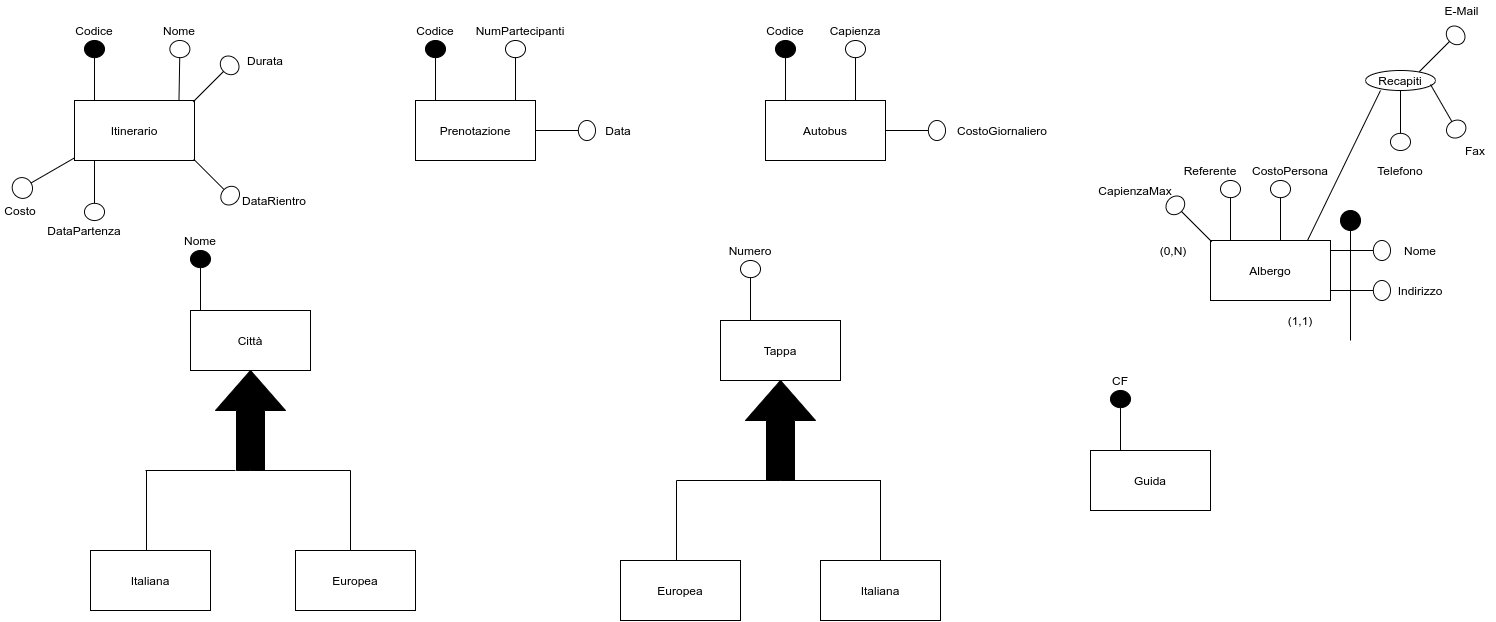 Codice
Nome
Durata
Itinerario
Costo
DataPartenza
DataRientro
Codice
NumPartecipanti
Prenotazione
Data
Codice
Capienza
Autobus
CostoGiornaliero
E-Mail
Recapiti
Fax
Telefono
Referente
CostoPersona
CapienzaMax
(0,N)
Albergo
Nome
Indirizzo
(1,1)
Nome
Città
Italiana
Europea
Numero
Tappa
Europea
Italiana
CF
Guida